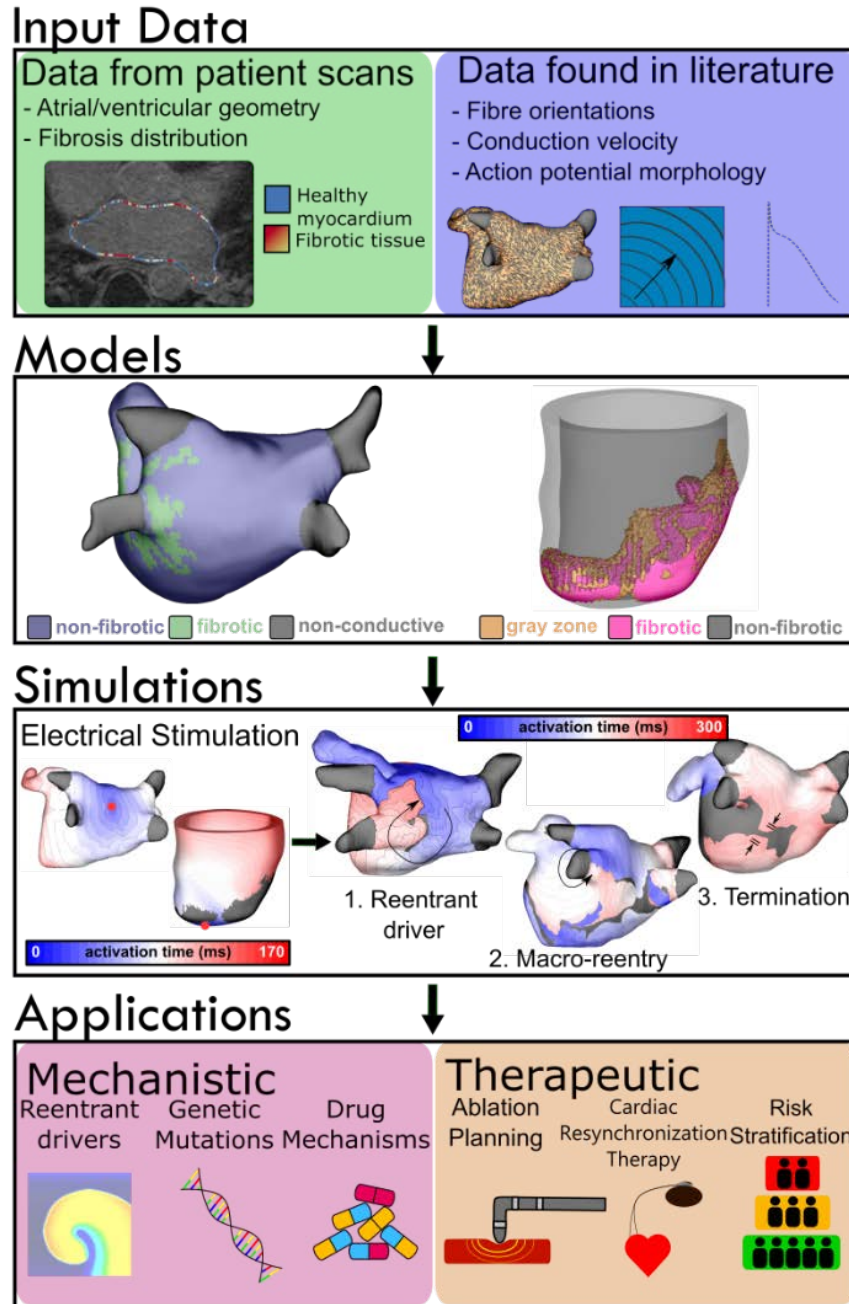 Input Data
Data from patient scans
- Atrial/ventricular geometry
- Fibrosis distribution
Healthy
myocardium
Fibrotic tissue
Data found in literature
- Fibre orientations
- Conduction velocity
- Action potential morphology
Models
non-fibrotic fibrotic non-conductive
gray zone fibrotic non-fibrotic
Simulations
Electrical Stimulation
0 activation time (ms) 300
1. Reentrant
driver
2. Macro-reentry
3. Termination
0 activation time (ms) 170
Applications
Mechanistic
Reentrant
drivers
Genetic
Mutations
Drug
Mechanisms
Therapeutic
Ablation
Planning
Cardiac
Resynchronization
Therapy
Risk
Stratification